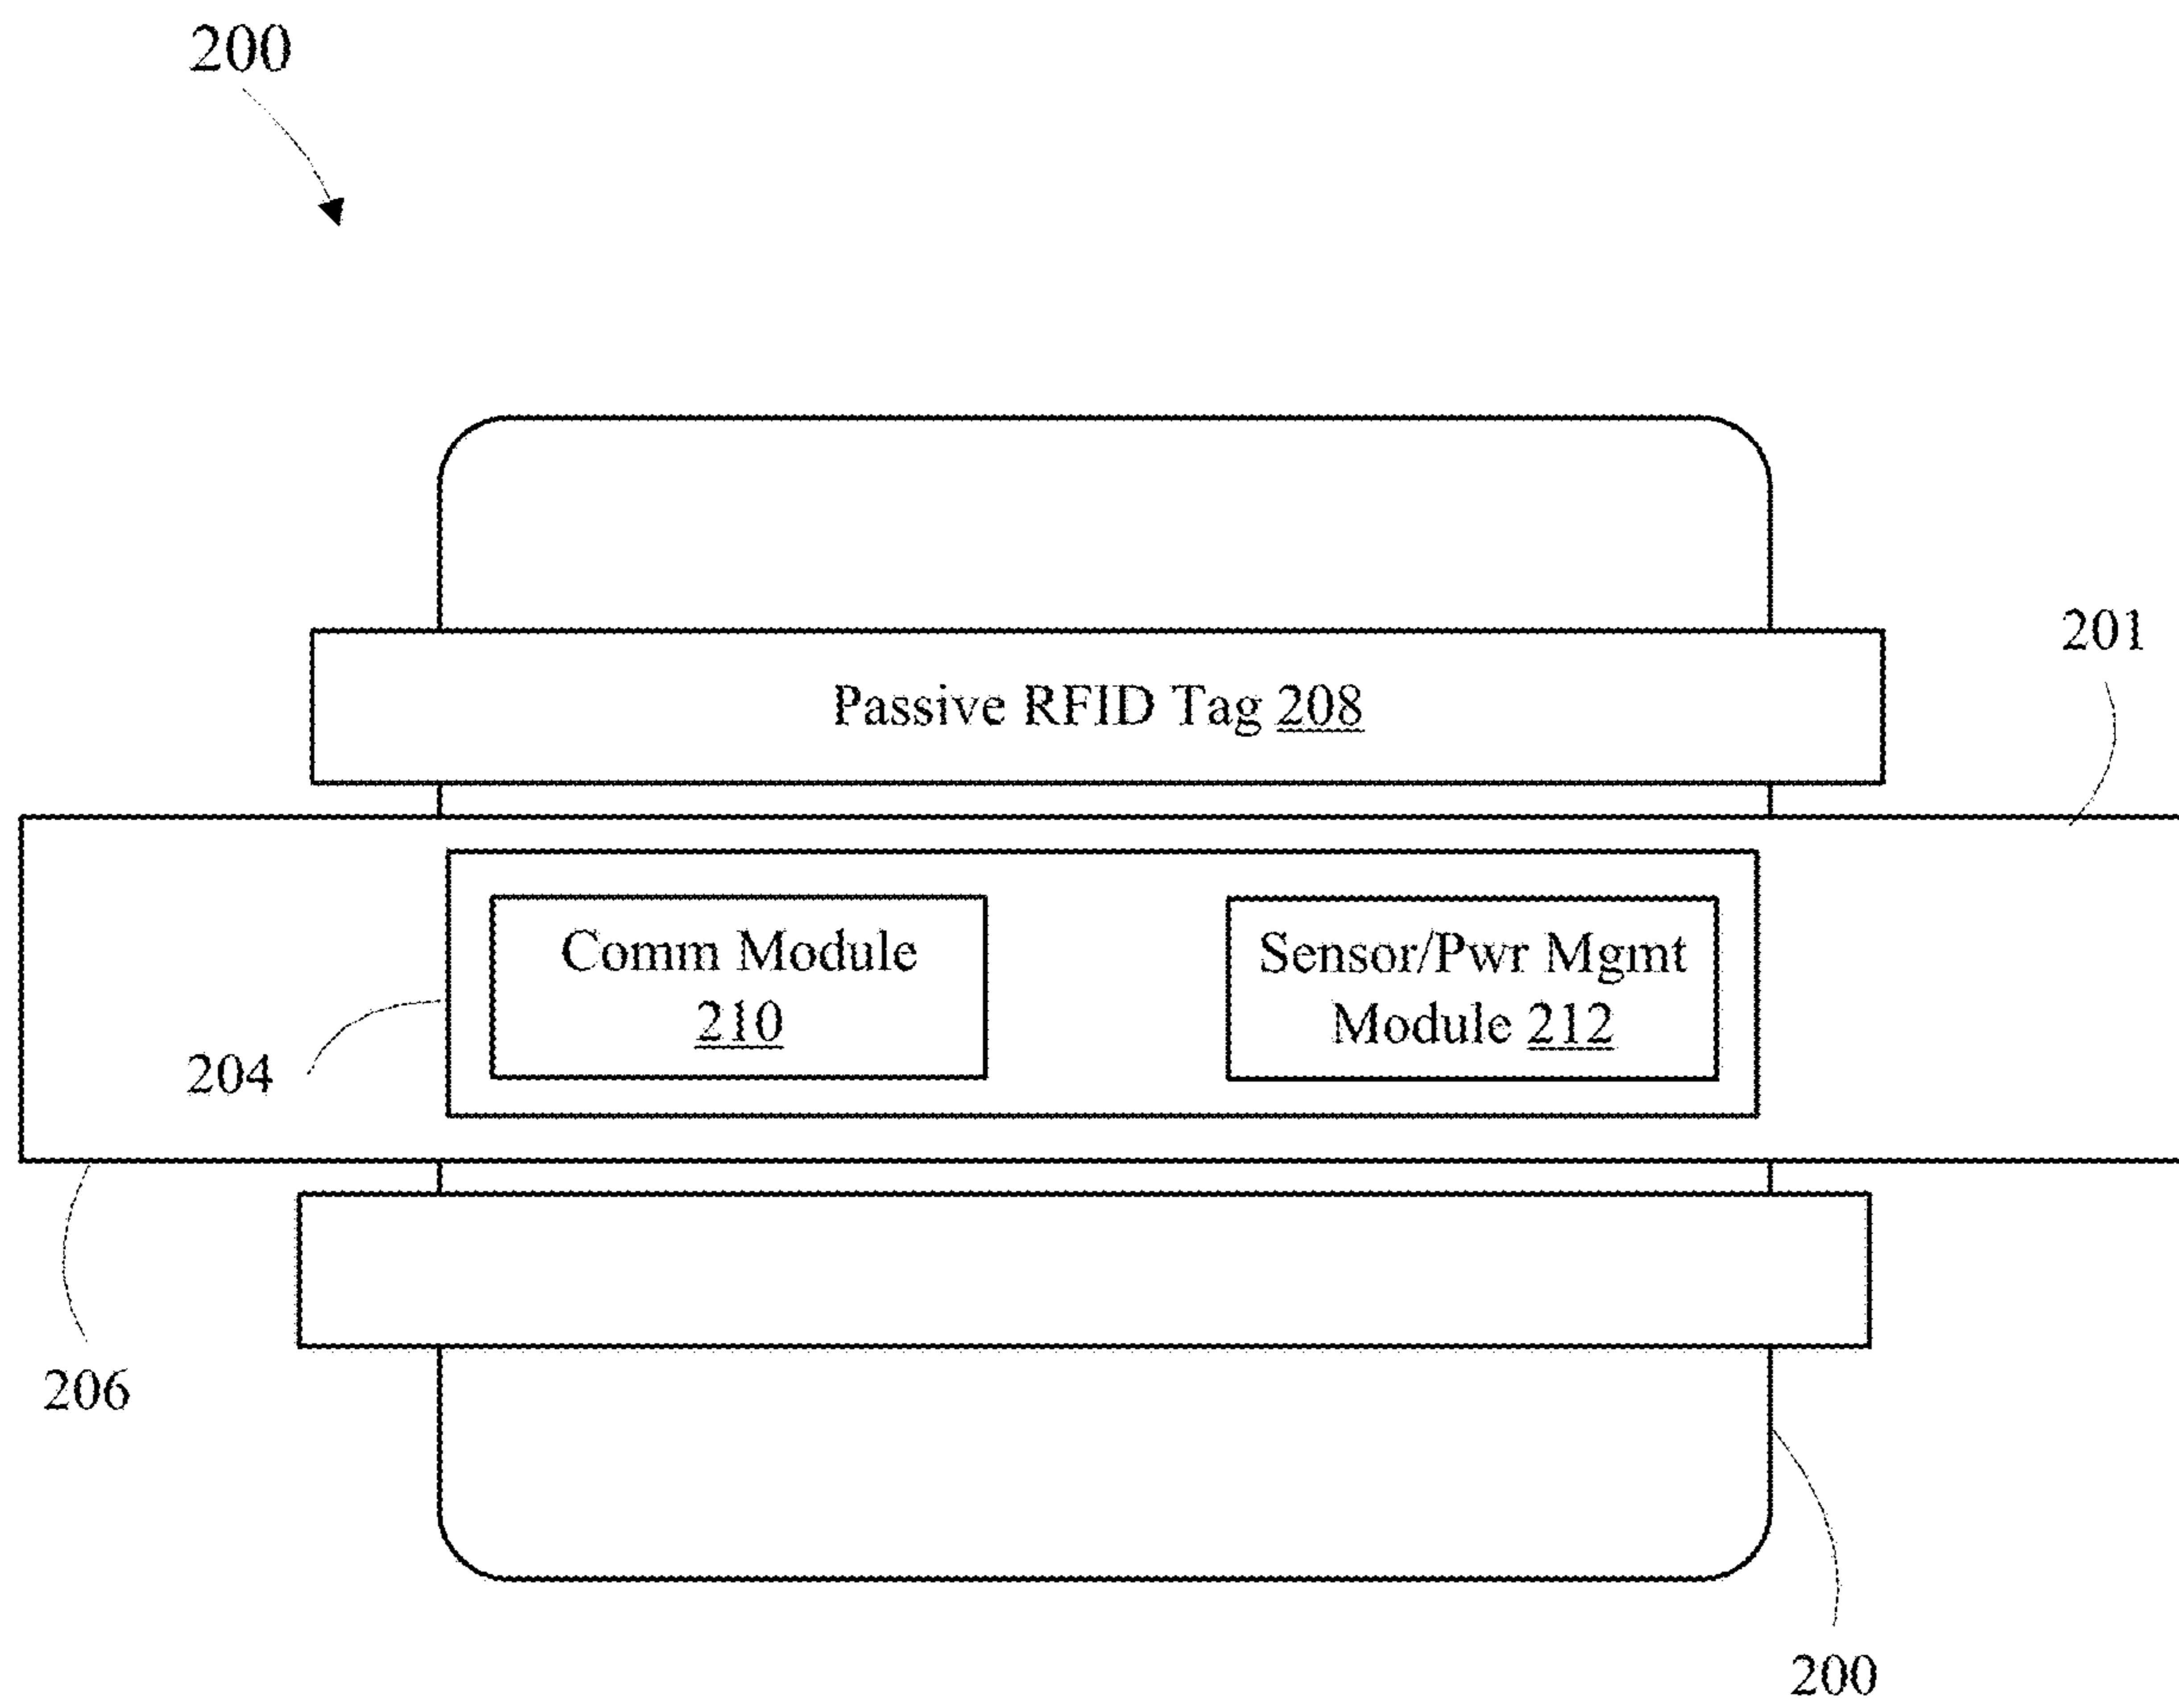 200
201
Passive RFID Tag 208
Comm Module
210
Sensor/Pwr Mgmt
Module 212
204
206
200